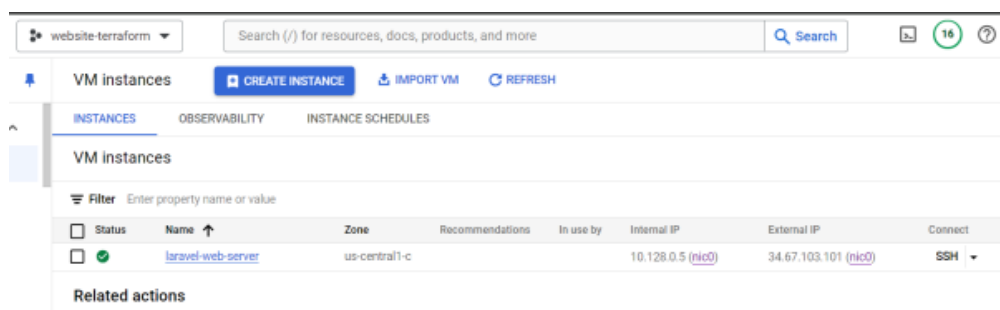 website-terraform Search (/) for resources, docs, products, and more Search 16
VM instances CREATE INSTANCE IMPORT VM REFRESH
INSTANCES OBSERVABILITY INSTANCE SCHEDULES
VM instances
Filter Enter property name or value
Status Name Zone Recommendations In use by Internal IP External IP Connect
laravel-web-server us-central1-c 10.128.0.5 (nic0) 34.67.103.101 (nic0) SSH
Related actions